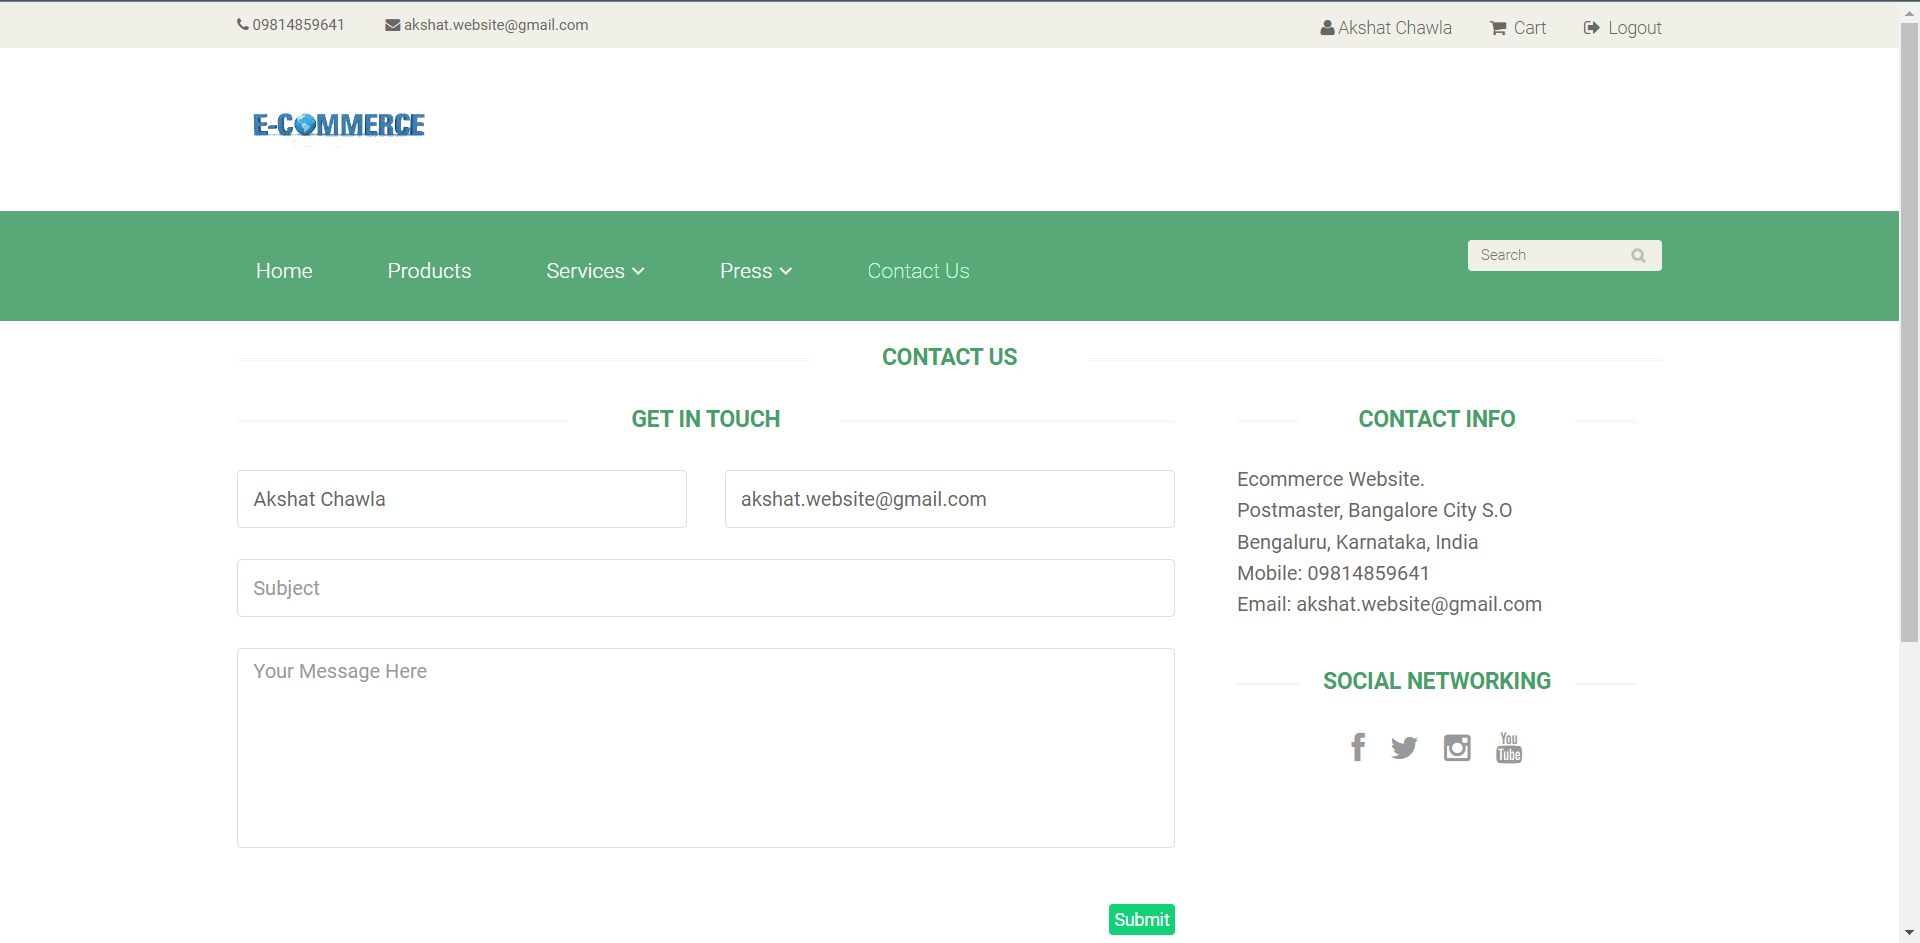 09814859641 akshat.website@gmail.com Akshat Chawla Cart Logout
E-COMMERCE
Home Products Services Press Contact Us Search
CONTACT US
GET IN TOUCH
Akshat Chawla akshat.website@gmail.com
Subject
Your Message Here
Submit
CONTACT INFO
Ecommerce Website.
Postmaster, Bangalore City S.O
Bengaluru, Karnataka, India
Mobile: 09814859641
Email: akshat.website@gmail.com
SOCIAL NETWORKING
You
Tube